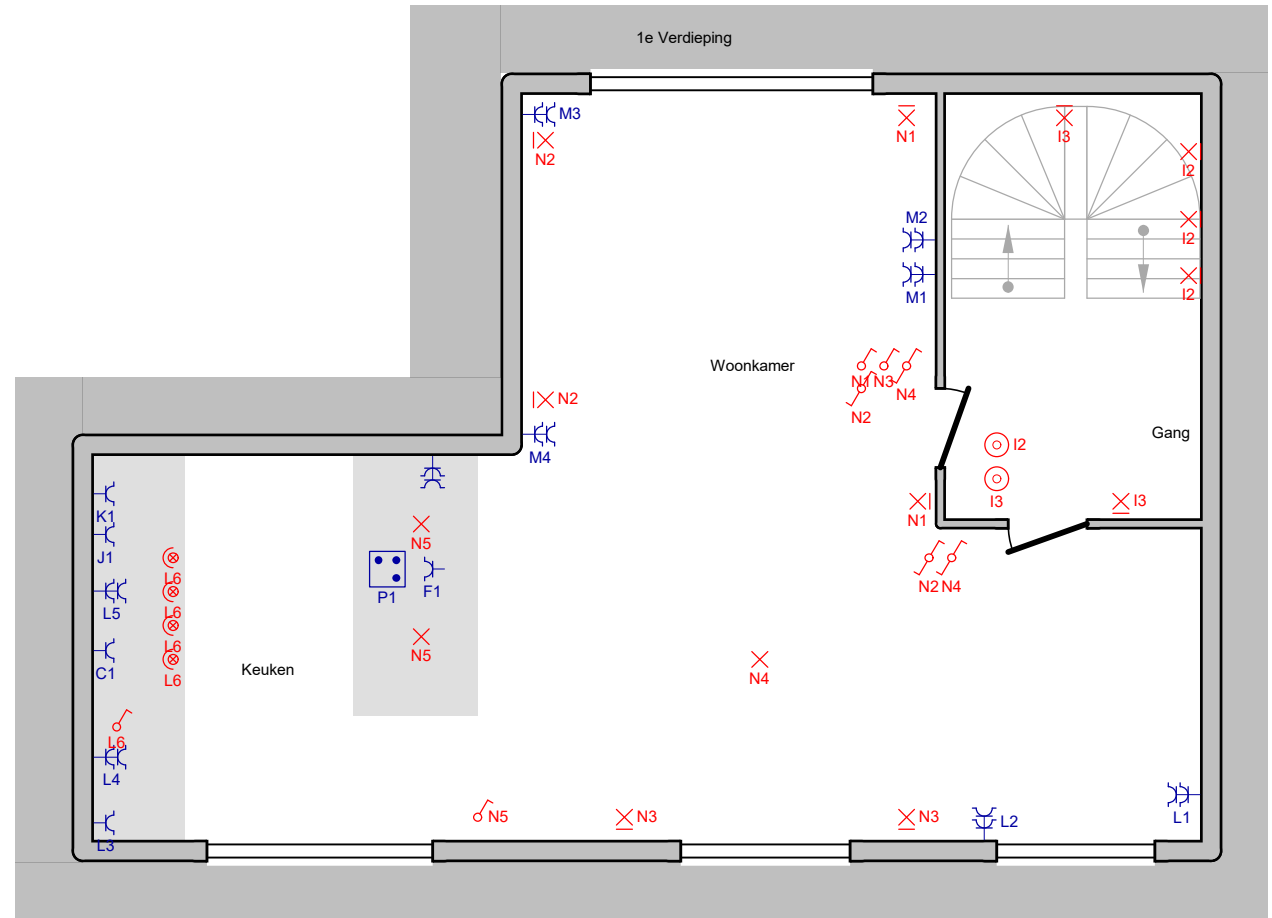 1e Verdieping
M3
N1
I3
N2
I2
M2
I2
M1
I2
Woonkamer
N1
N3
N4
N2
N2
Gang
M4
I2
I3
I3
K1
N1
N5
J1
L6
N2
N4
P1
F1
L5
L6
L6
N5
C1
Keuken
L6
N4
L6
L4
N5
N3
N3
L2
L1
L3